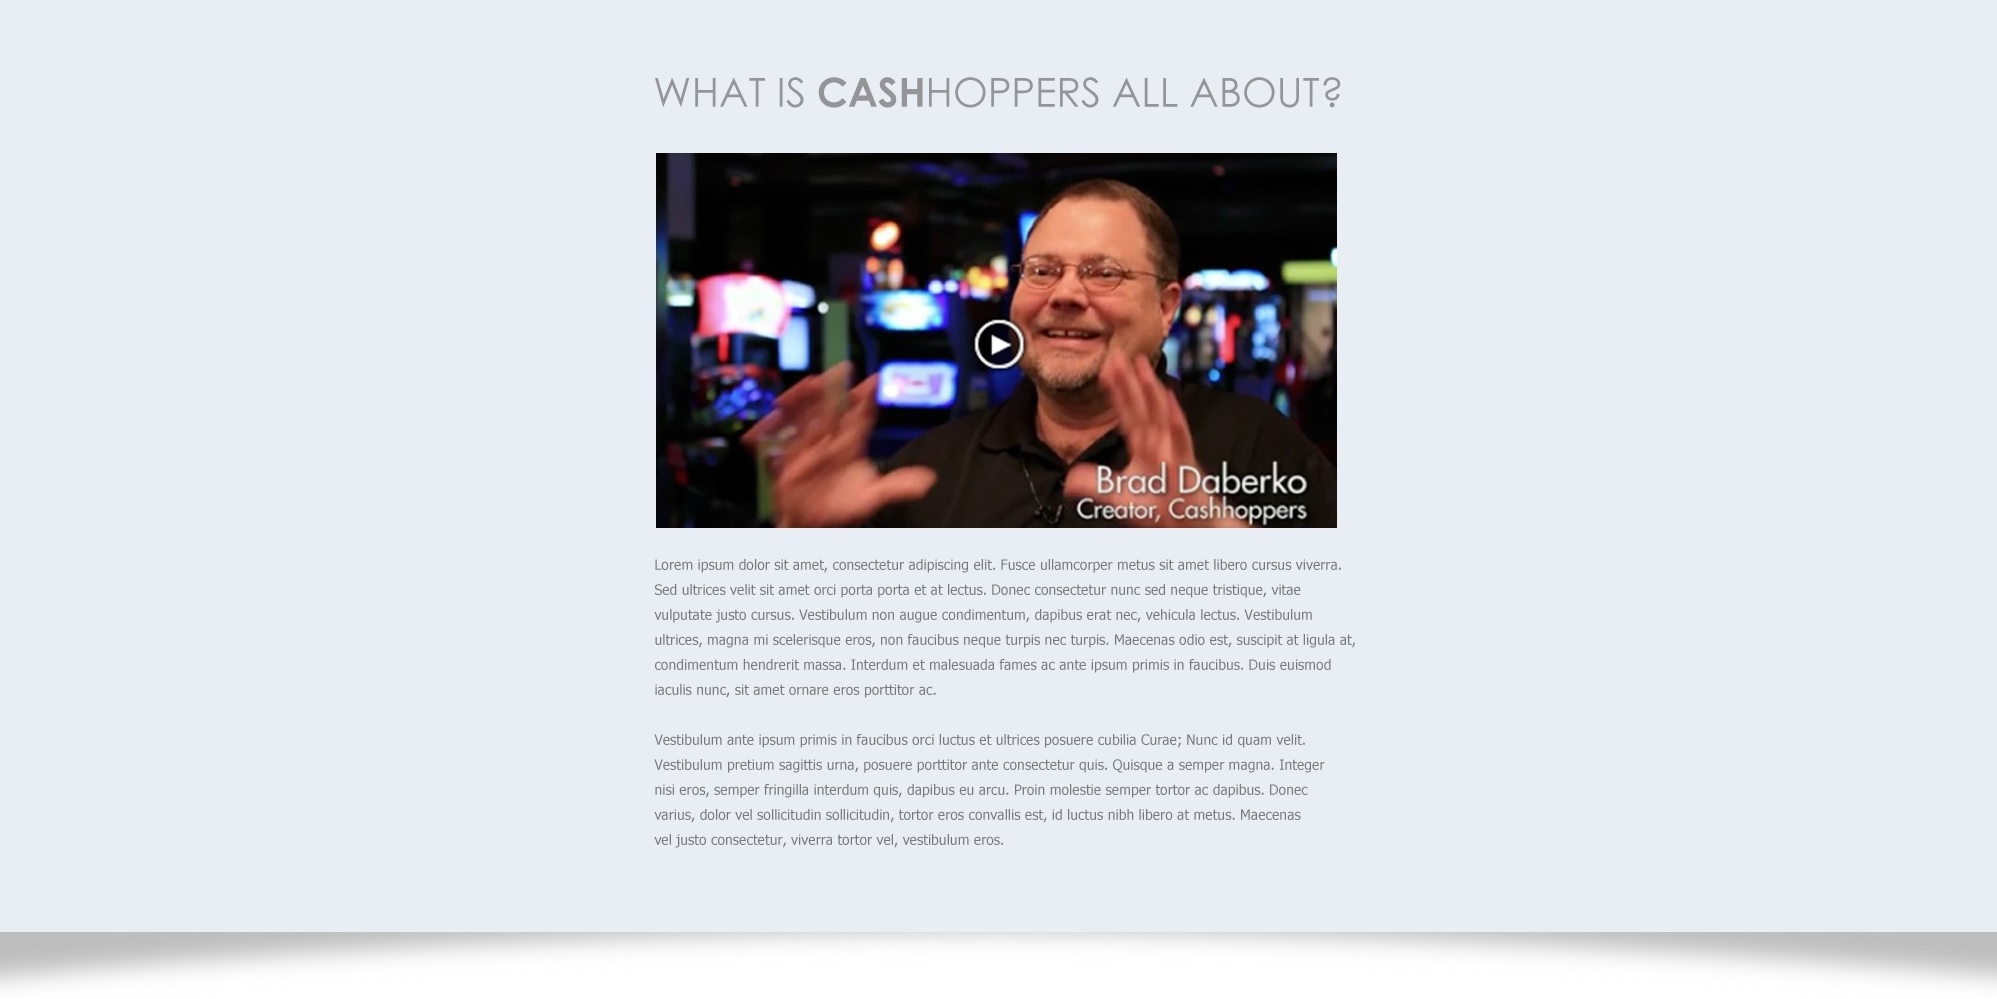 WHAT IS CASHHOPPERS ALL ABOUT?
Brad Daberko
Creator, Cashhoppers
Lorem ipsum dolor sit amet, consectetur adipiscing elit. Fusce ullamcorper metus sit amet libero cursus viverra.
Sed ultrices velit sit amet orci porta porta et at lectus. Donec consectetur nunc sed neque tristique, vitae
vulputate justo cursus. Vestibulum non augue condimentum, dapibus erat nec, vehicula lectus. Vestibulum
ultrices, magna mi scelerisque eros, non faucibus neque turpis nec turpis. Maecenas odio est, suscipit at ligula at,
condimentum hendrerit massa. Interdum et malesuada fames ac ante ipsum primis in faucibus. Duis euismod
iaculis nunc, sit amet ornare eros porttitor ac.
Vestibulum ante ipsum primis in faucibus orci luctus et ultrices posuere cubilia Curae; Nunc id quam velit.
Vestibulum pretium sagittis urna, posuere porttitor ante consectetur quis. Quisque a semper magna. Integer
nisi eros, semper fringilla interdum quis, dapibus eu arcu. Proin molestie semper tortor ac dapibus. Donec
varius, dolor vel sollicitudin sollicitudin, tortor eros convallis est, id luctus nibh libero at metus. Maecenas
vel justo consectetur, viverra tortor vel, vestibulum eros.